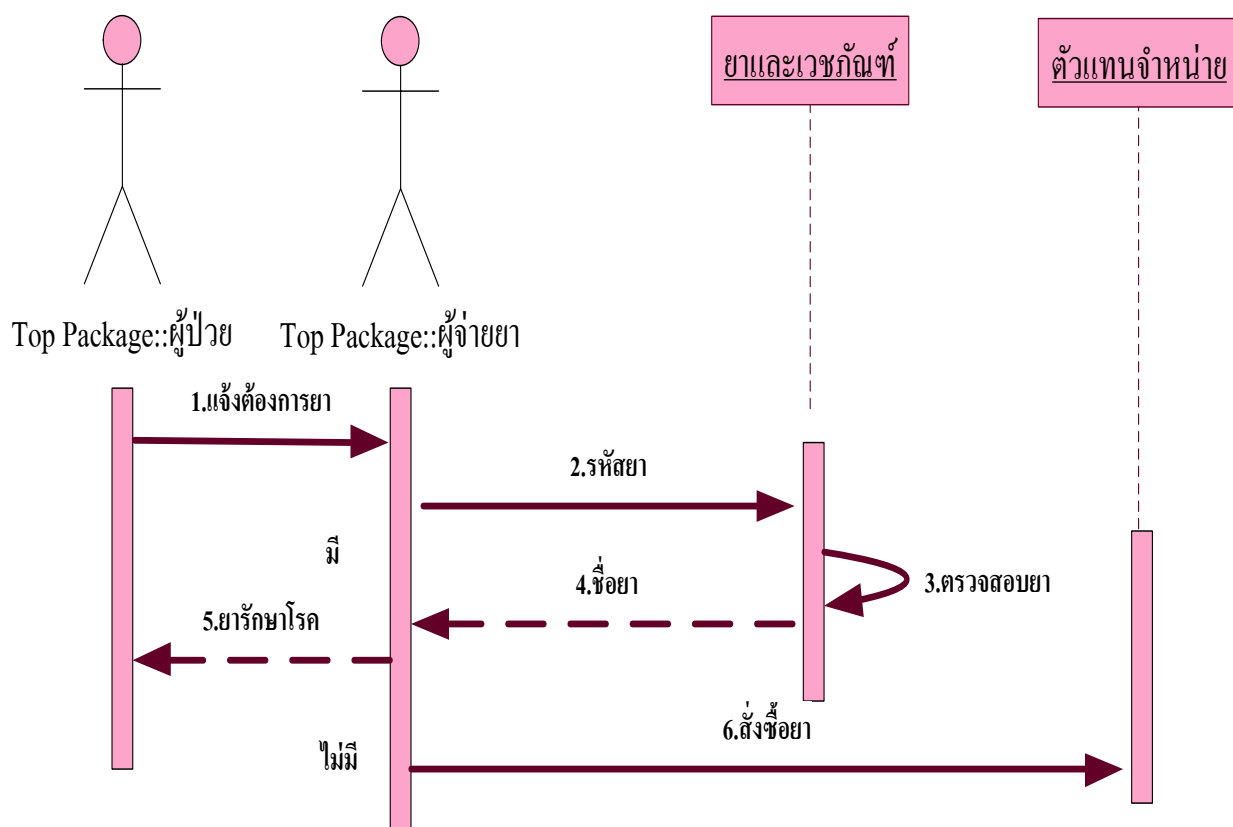 ยาและเวชภัณฑ์
ตัวแทนจำหน่าย
Top Package::ผู้ป่วย
Top Package::ผู้จ่ายยา
1.แจ้งต้องการยา
2.รหัสยา
มี
3.ตรวจสอบยา
4.ชื่อยา
5.ยารักษาโรค
6.สั่งซื้อยา
ไม่มี